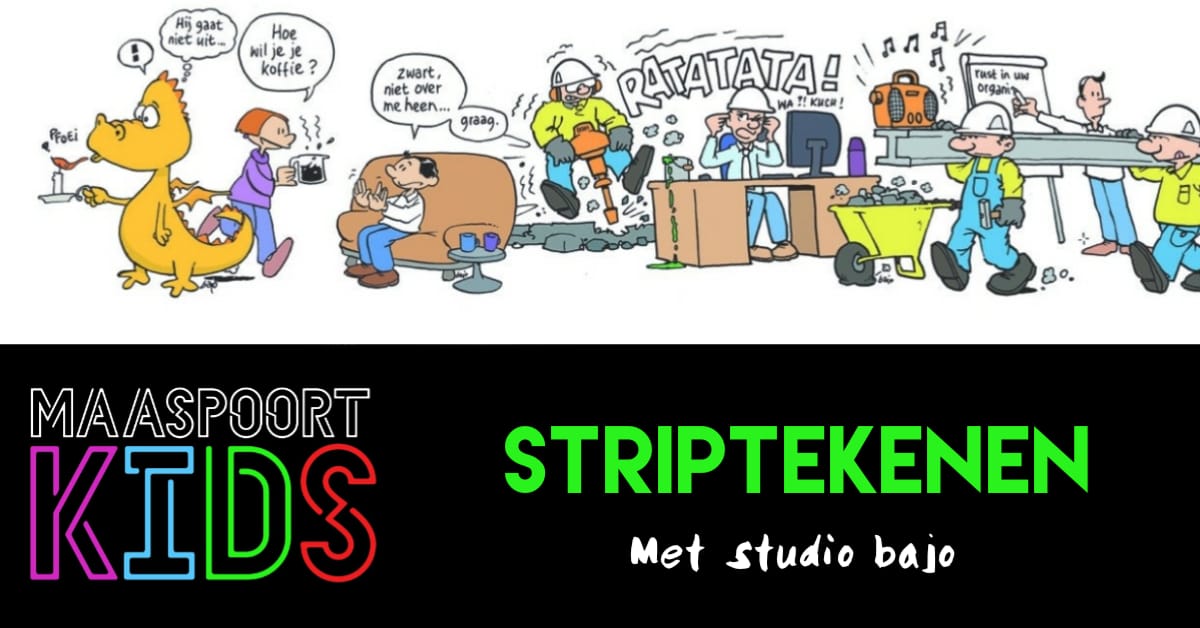 !
Hij gaat
niet uit...
Hoe
wil je je
koffie?
PFOEI
zwart,
niet over
me heen...
graag.
RATATATA!
WA ?! KUCH!
rust in uw
organi
bajo
MAASPOORT
KIDS
STRIPTEKENEN
Met studio bajo